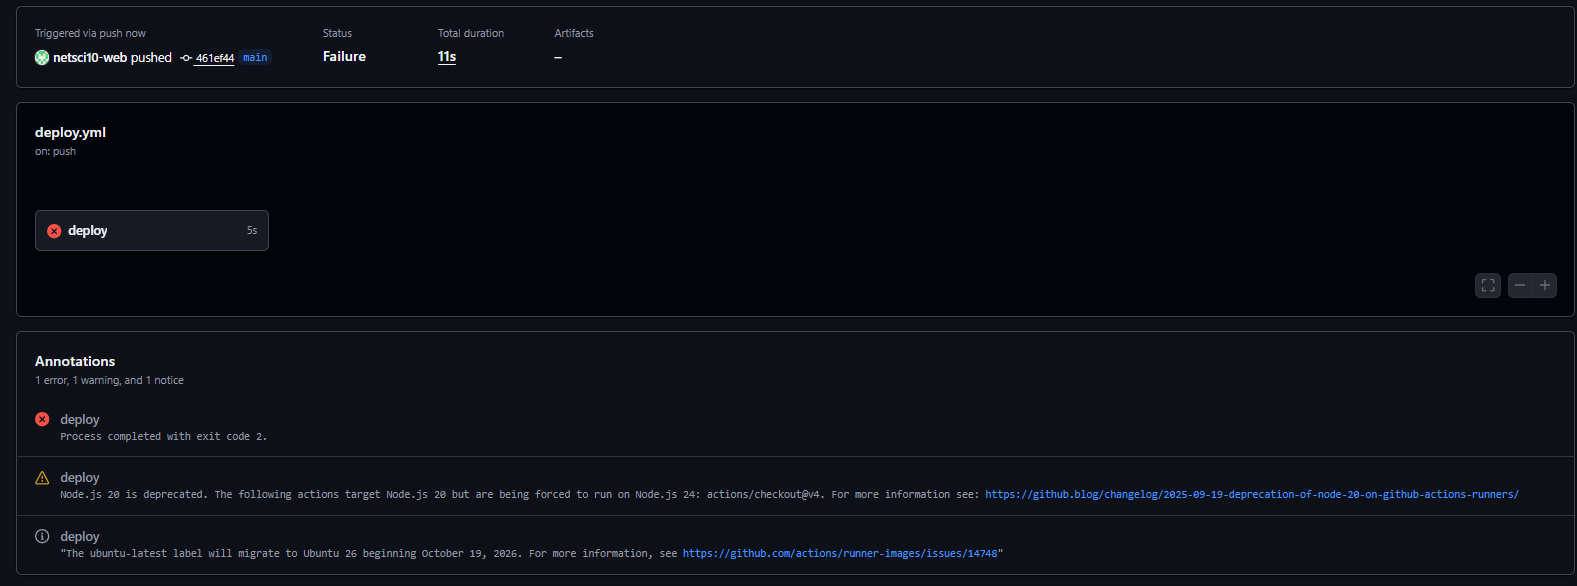 Triggered via push now
Status
Total duration
Artifacts
netsci10-web pushed 461ef44 main
Failure
11s
–
deploy.yml
on: push
deploy
5s
Annotations
1 error, 1 warning, and 1 notice
deploy
Process completed with exit code 2.
deploy
Node.js 20 is deprecated. The following actions target Node.js 20 but are being forced to run on Node.js 24: actions/checkout@v4. For more information see: https://github.blog/changelog/2025-09-19-deprecation-of-node-20-on-github-actions-runners/
deploy
"The ubuntu-latest label will migrate to Ubuntu 26 beginning October 19, 2026. For more information, see https://github.com/actions/runner-images/issues/14748"